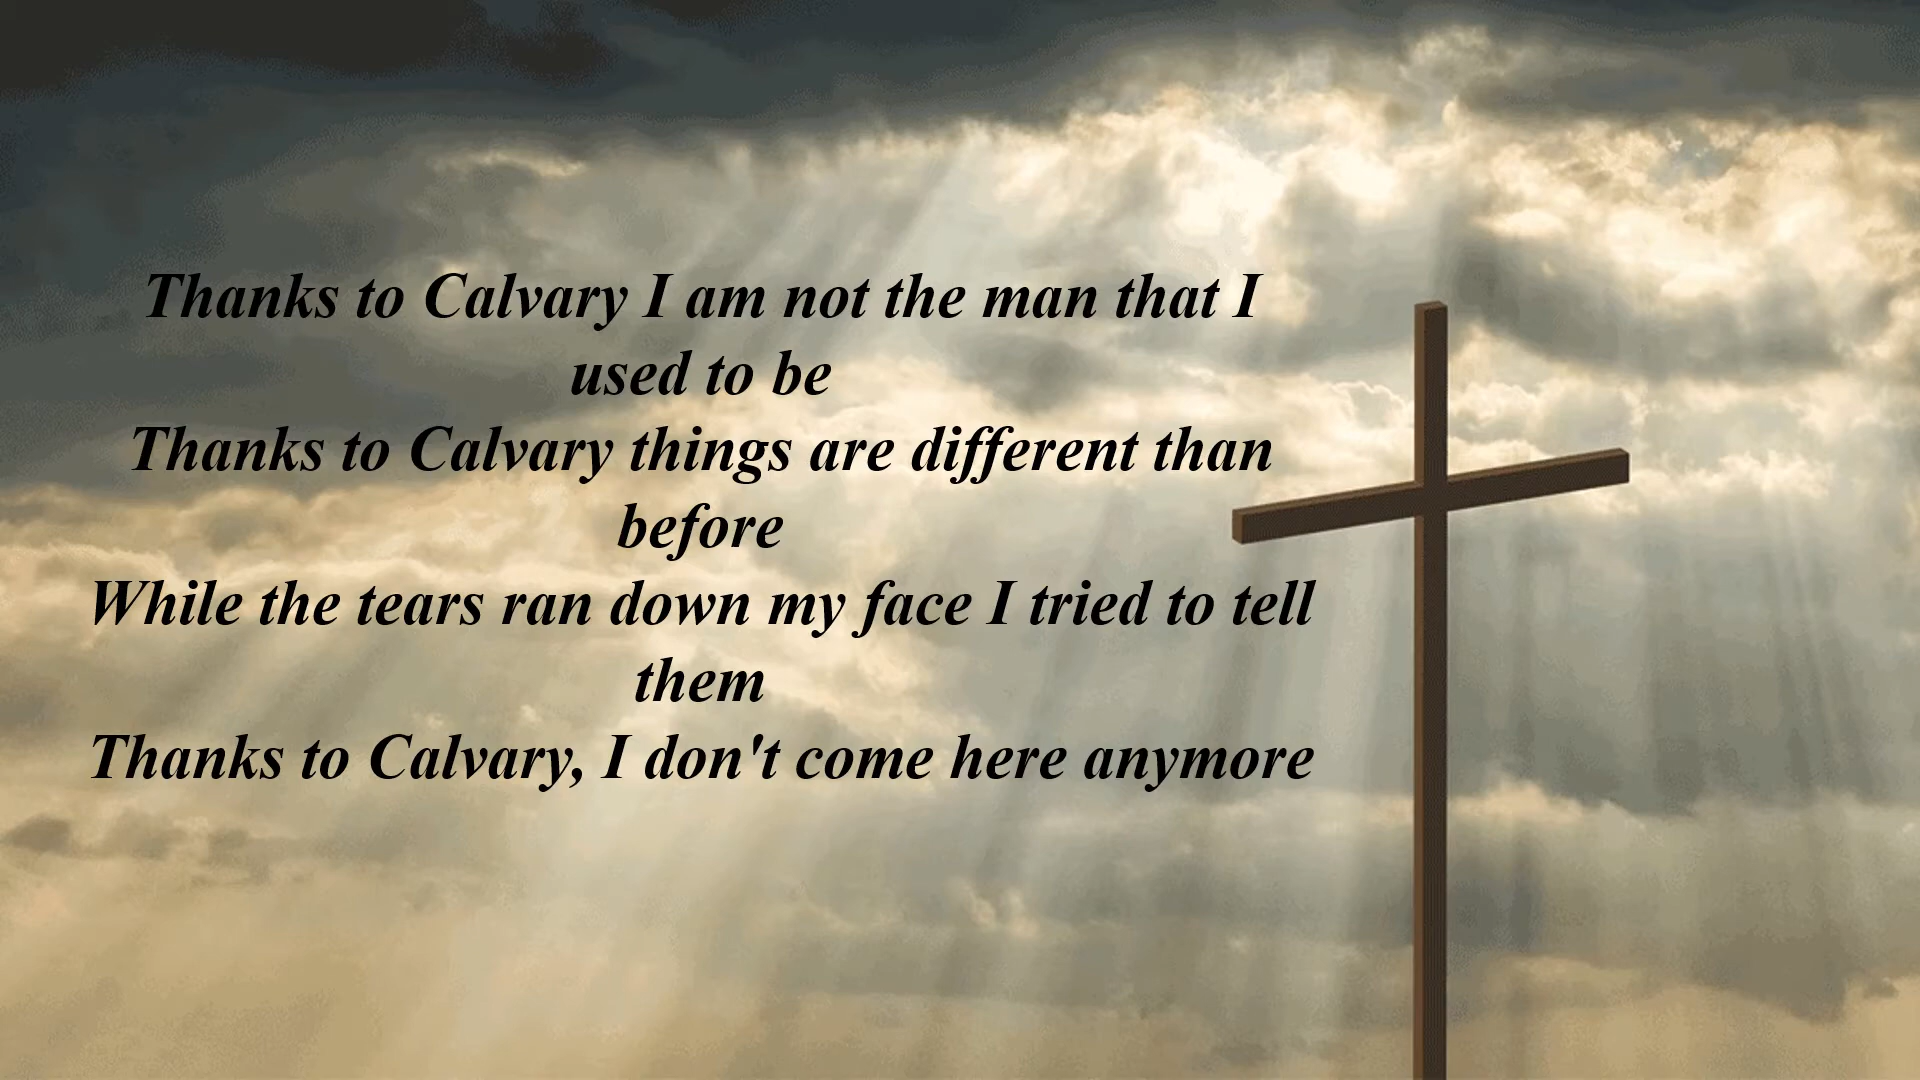 Thanks to Calvary I am not the man that I
used to be
Thanks to Calvary things are different than
before
While the tears ran down my face I tried to tell
them
Thanks to Calvary, I don't come here anymore